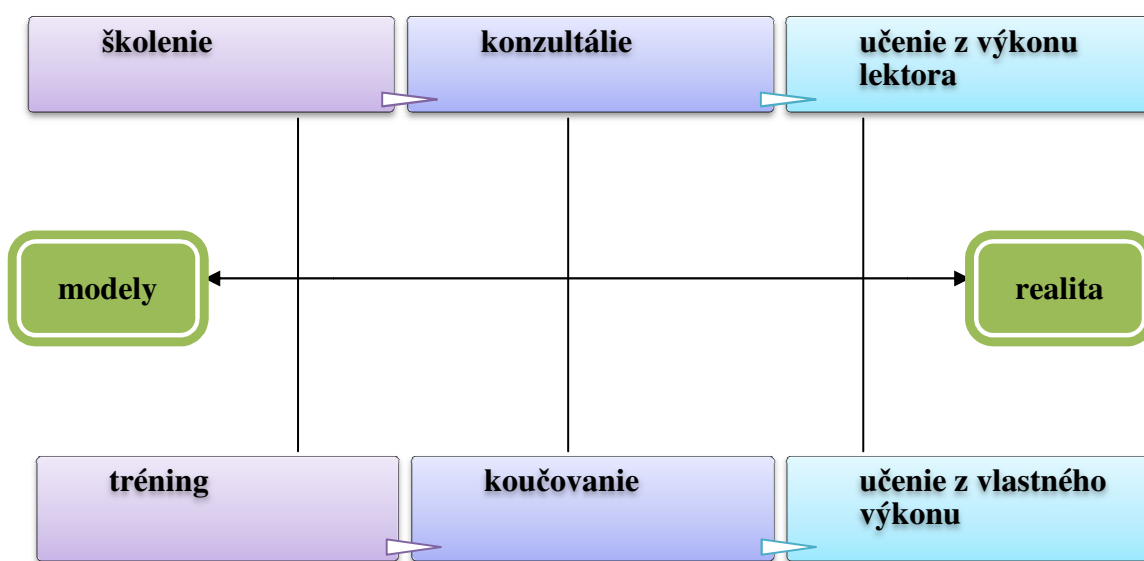 školenie
konzultálie
učenie z výkonu
lektora
modely
realita
tréning
koučovanie
učenie z vlastného
výkonu